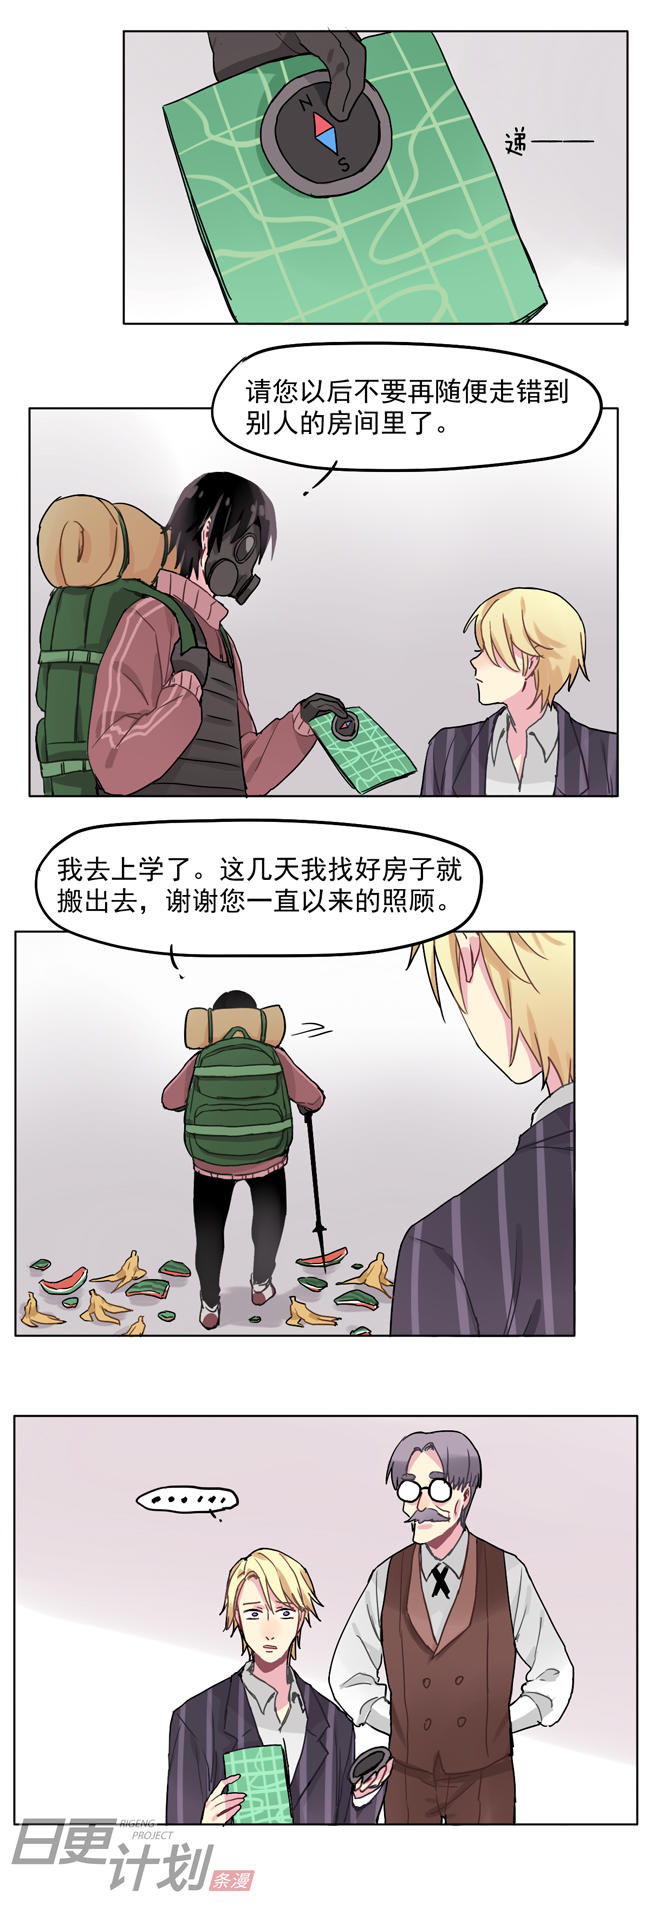 N
S
递——
请您以后不要再随便走错到
别人的房间里了。
我去上学了。这几天我找好房子就
搬出去，谢谢您一直以来的照顾。
......
日更
RIGENG
PROJECT
计划
条漫